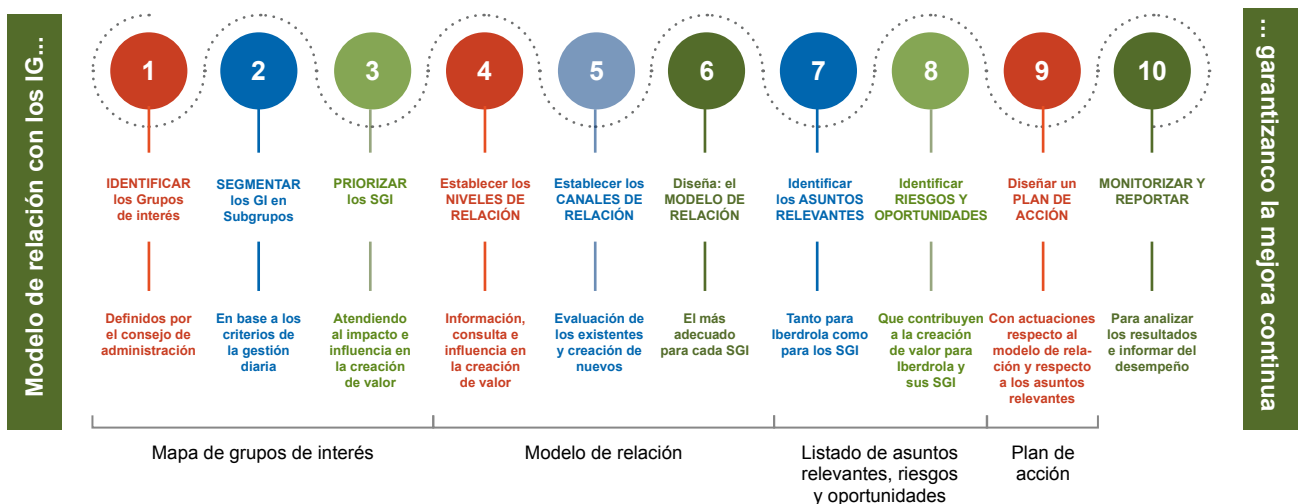 Modelo de relación con los IG...
1
2
3
4
5
6
7
8
9
10
IDENTIFICAR
los Grupos
de interés
SEGMENTAR
los GI en
Subgrupos
PRIORIZAR
los SGI
Establecer los
NIVELES DE
RELACIÓN
Establecer los
CANALES DE
RELACIÓN
Diseña: el
MODELO DE
RELACIÓN
Identificar
los ASUNTOS
RELEVANTES
Identificar
RIESGOS Y
OPORTUNIDADES
Diseñar un
PLAN DE
ACCIÓN
MONITORIZAR Y
REPORTAR
Definidos por
el consejo de
administración
En base a los
criterios de
la gestión
diaria
Atendiendo
al impacto e
influencia en
la creación
de valor
Información,
consulta e
influencia en
la creación
de valor
Evaluación de
los existentes
y creación de
nuevos
El más
adecuado
para cada SGI
Tanto para
Iberdrola como
para los SGI
Que contribuyen
a la creación
de valor para
Iberdrola y
sus SGI
Con actuaciones
respecto al
modelo de rela-
ción y respecto
a los asuntos
relevantes
Para analizar
los resultados
e informar del
desempeño
Mapa de grupos de interés
Modelo de relación
Listado de asuntos
relevantes, riesgos
y oportunidades
Plan de
acción
... garantizanco la mejora continua